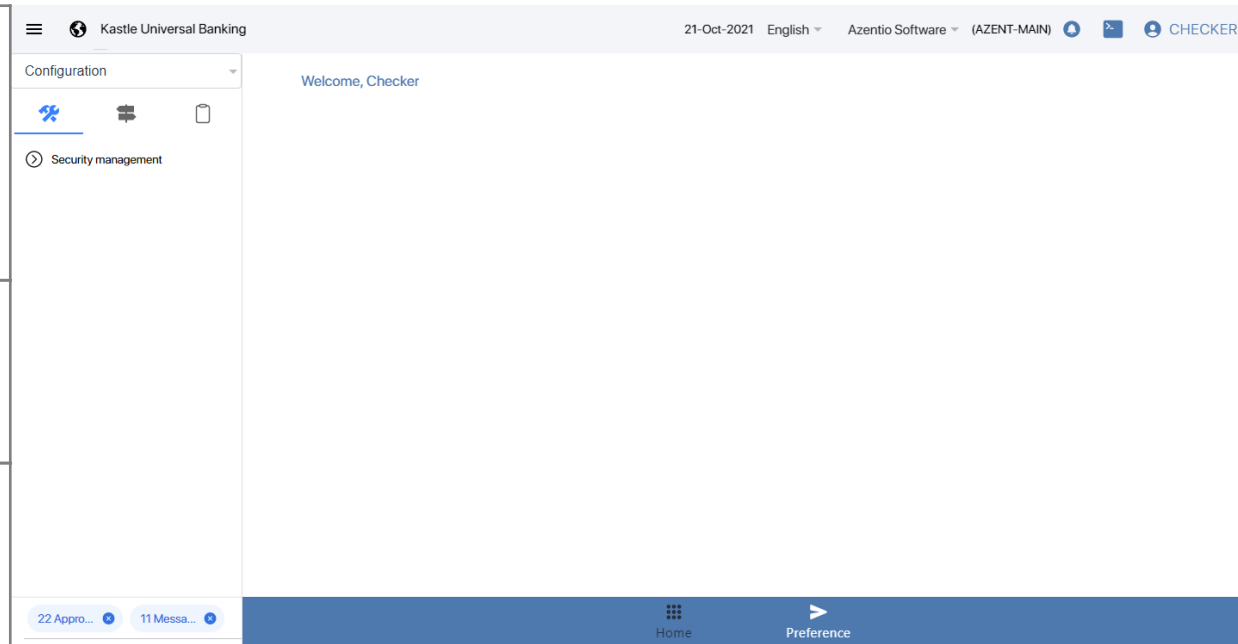 Kastle Universal Banking
21-Oct-2021 English Azentio Software (AZENT-MAIN) CHECKER
Configuration
Welcome, Checker
Security management
22 Appro... 11 Messa...
Home Preference